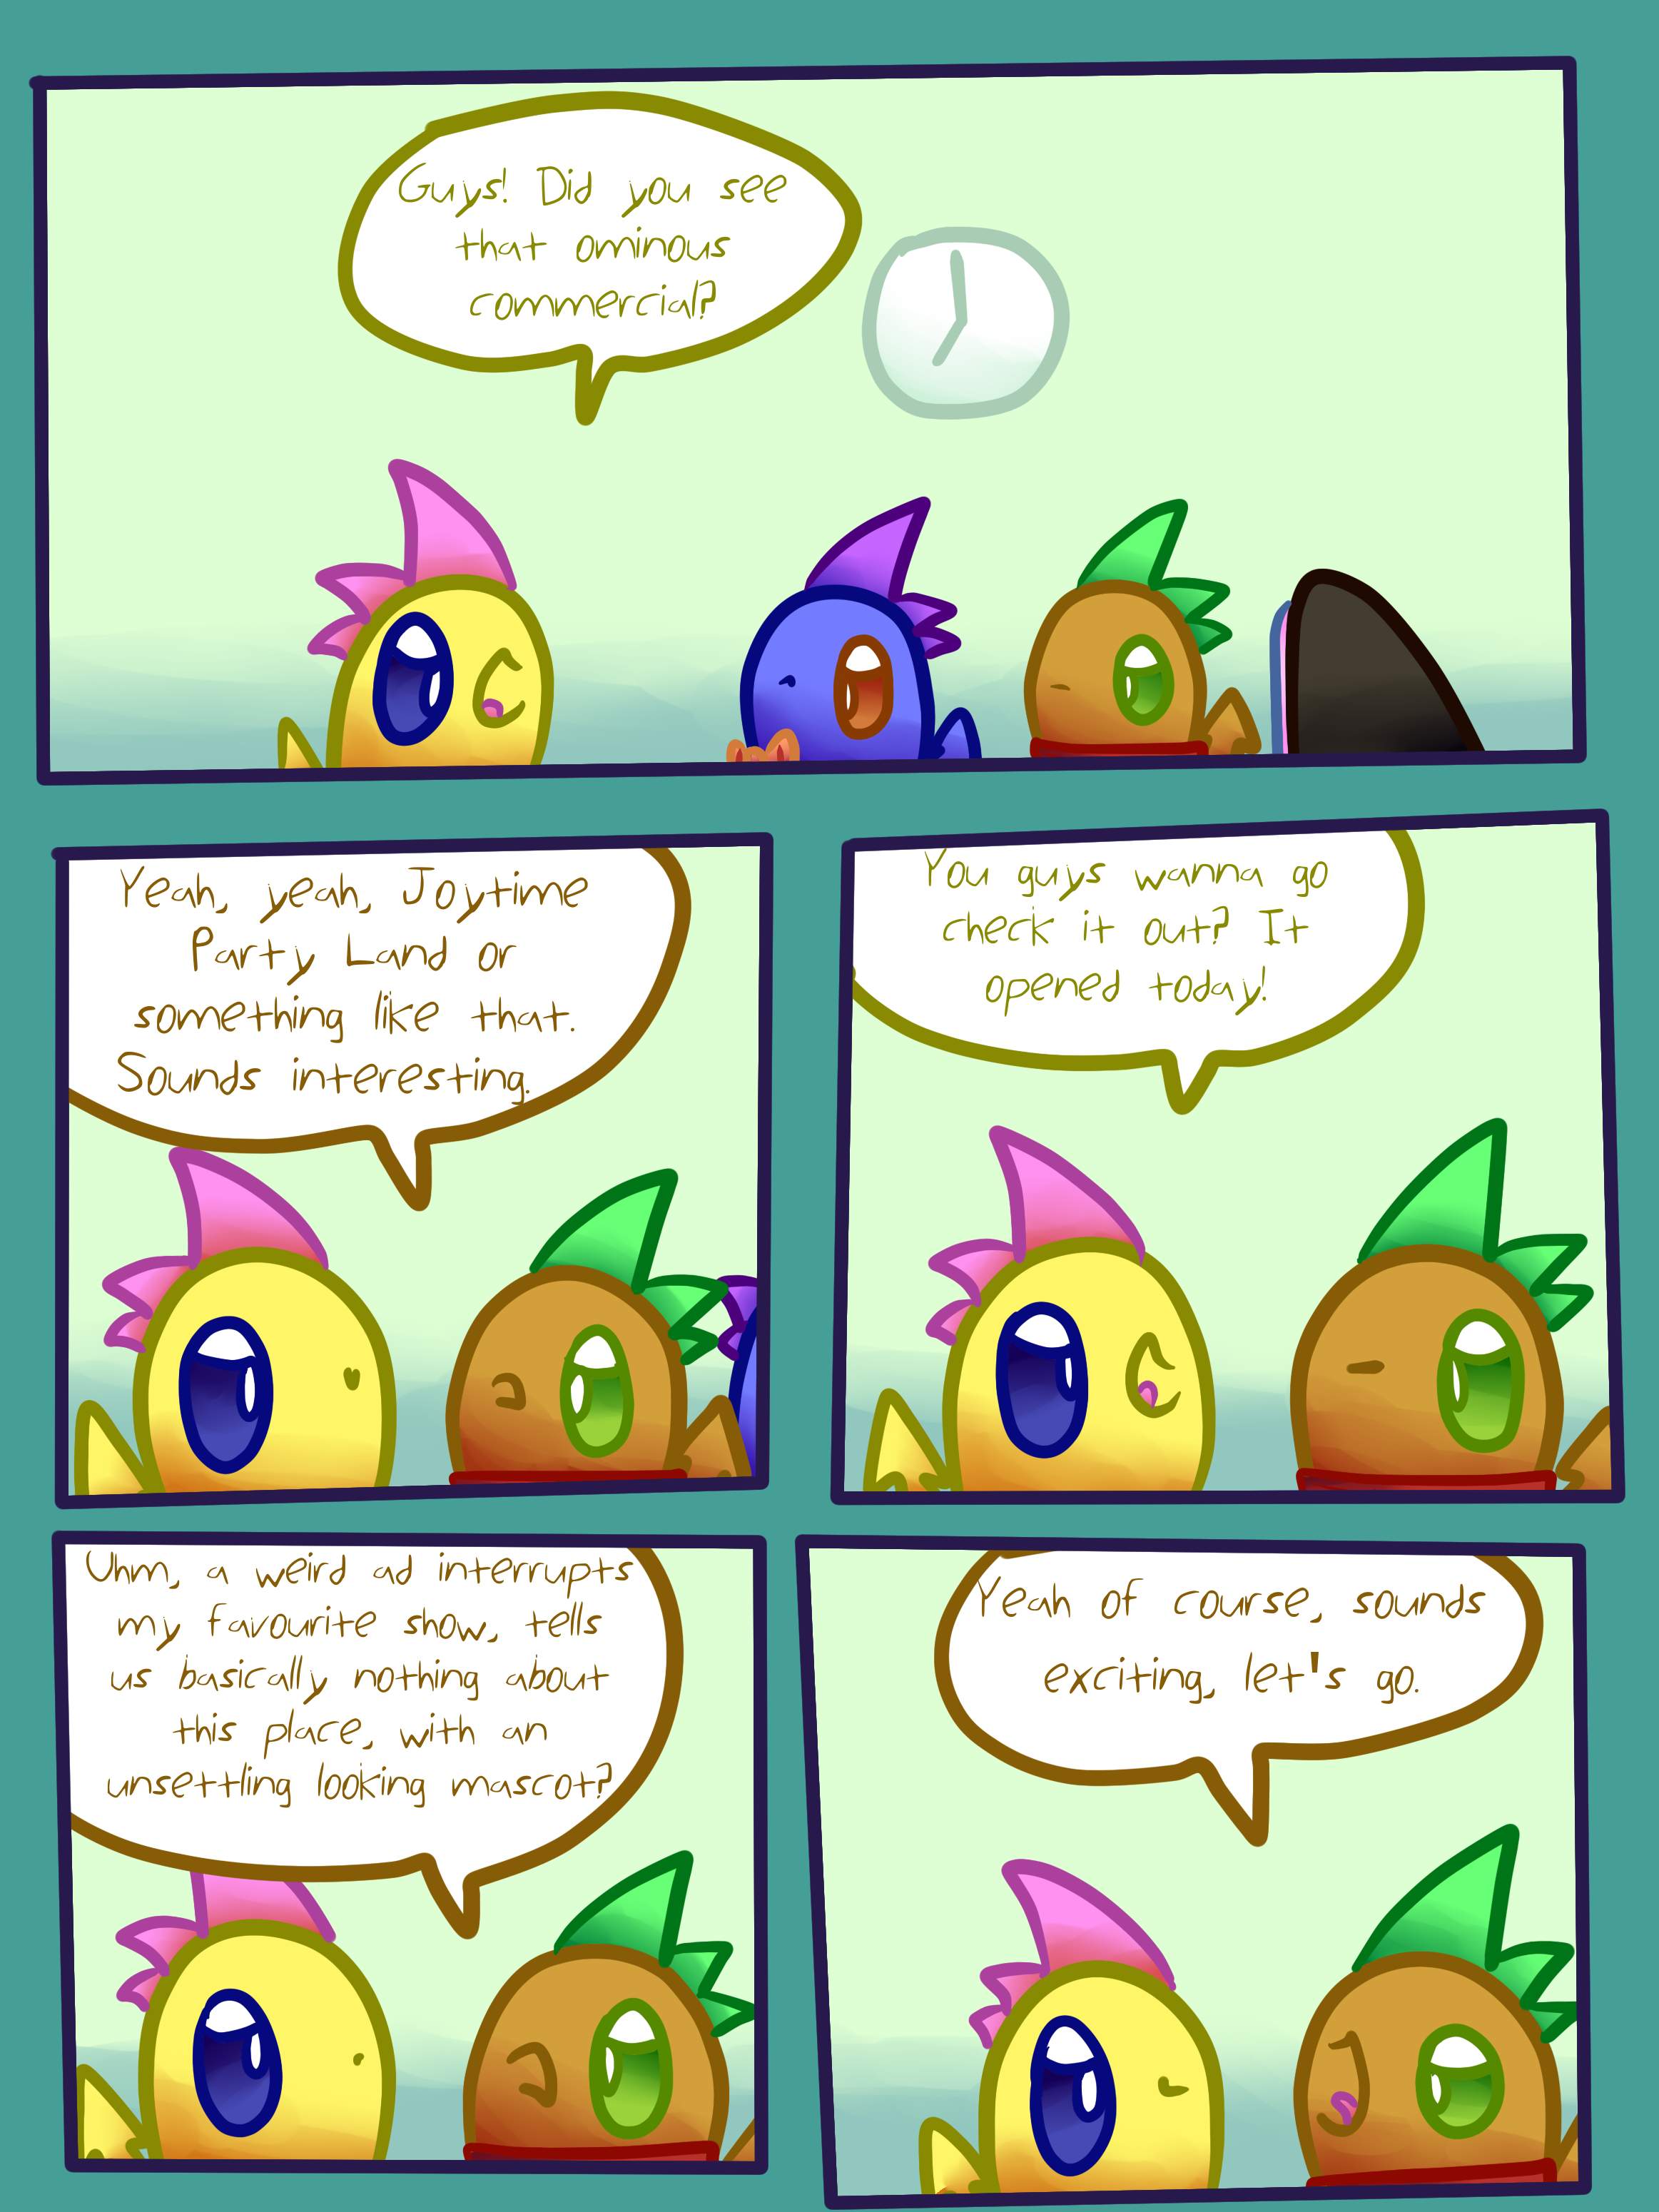 Guys! Did you see
that ominous
commercial?
Yeah, yeah, Joytime
Party Land or
something like that.
Sounds interesting.
You guys wanna go
check it out? It
opened today!
Uhm, a weird ad interrupts
my favourite show, tells
us basically nothing about
this place, with an
unsettling looking mascot?
Yeah of course, sounds
exciting, let's go.